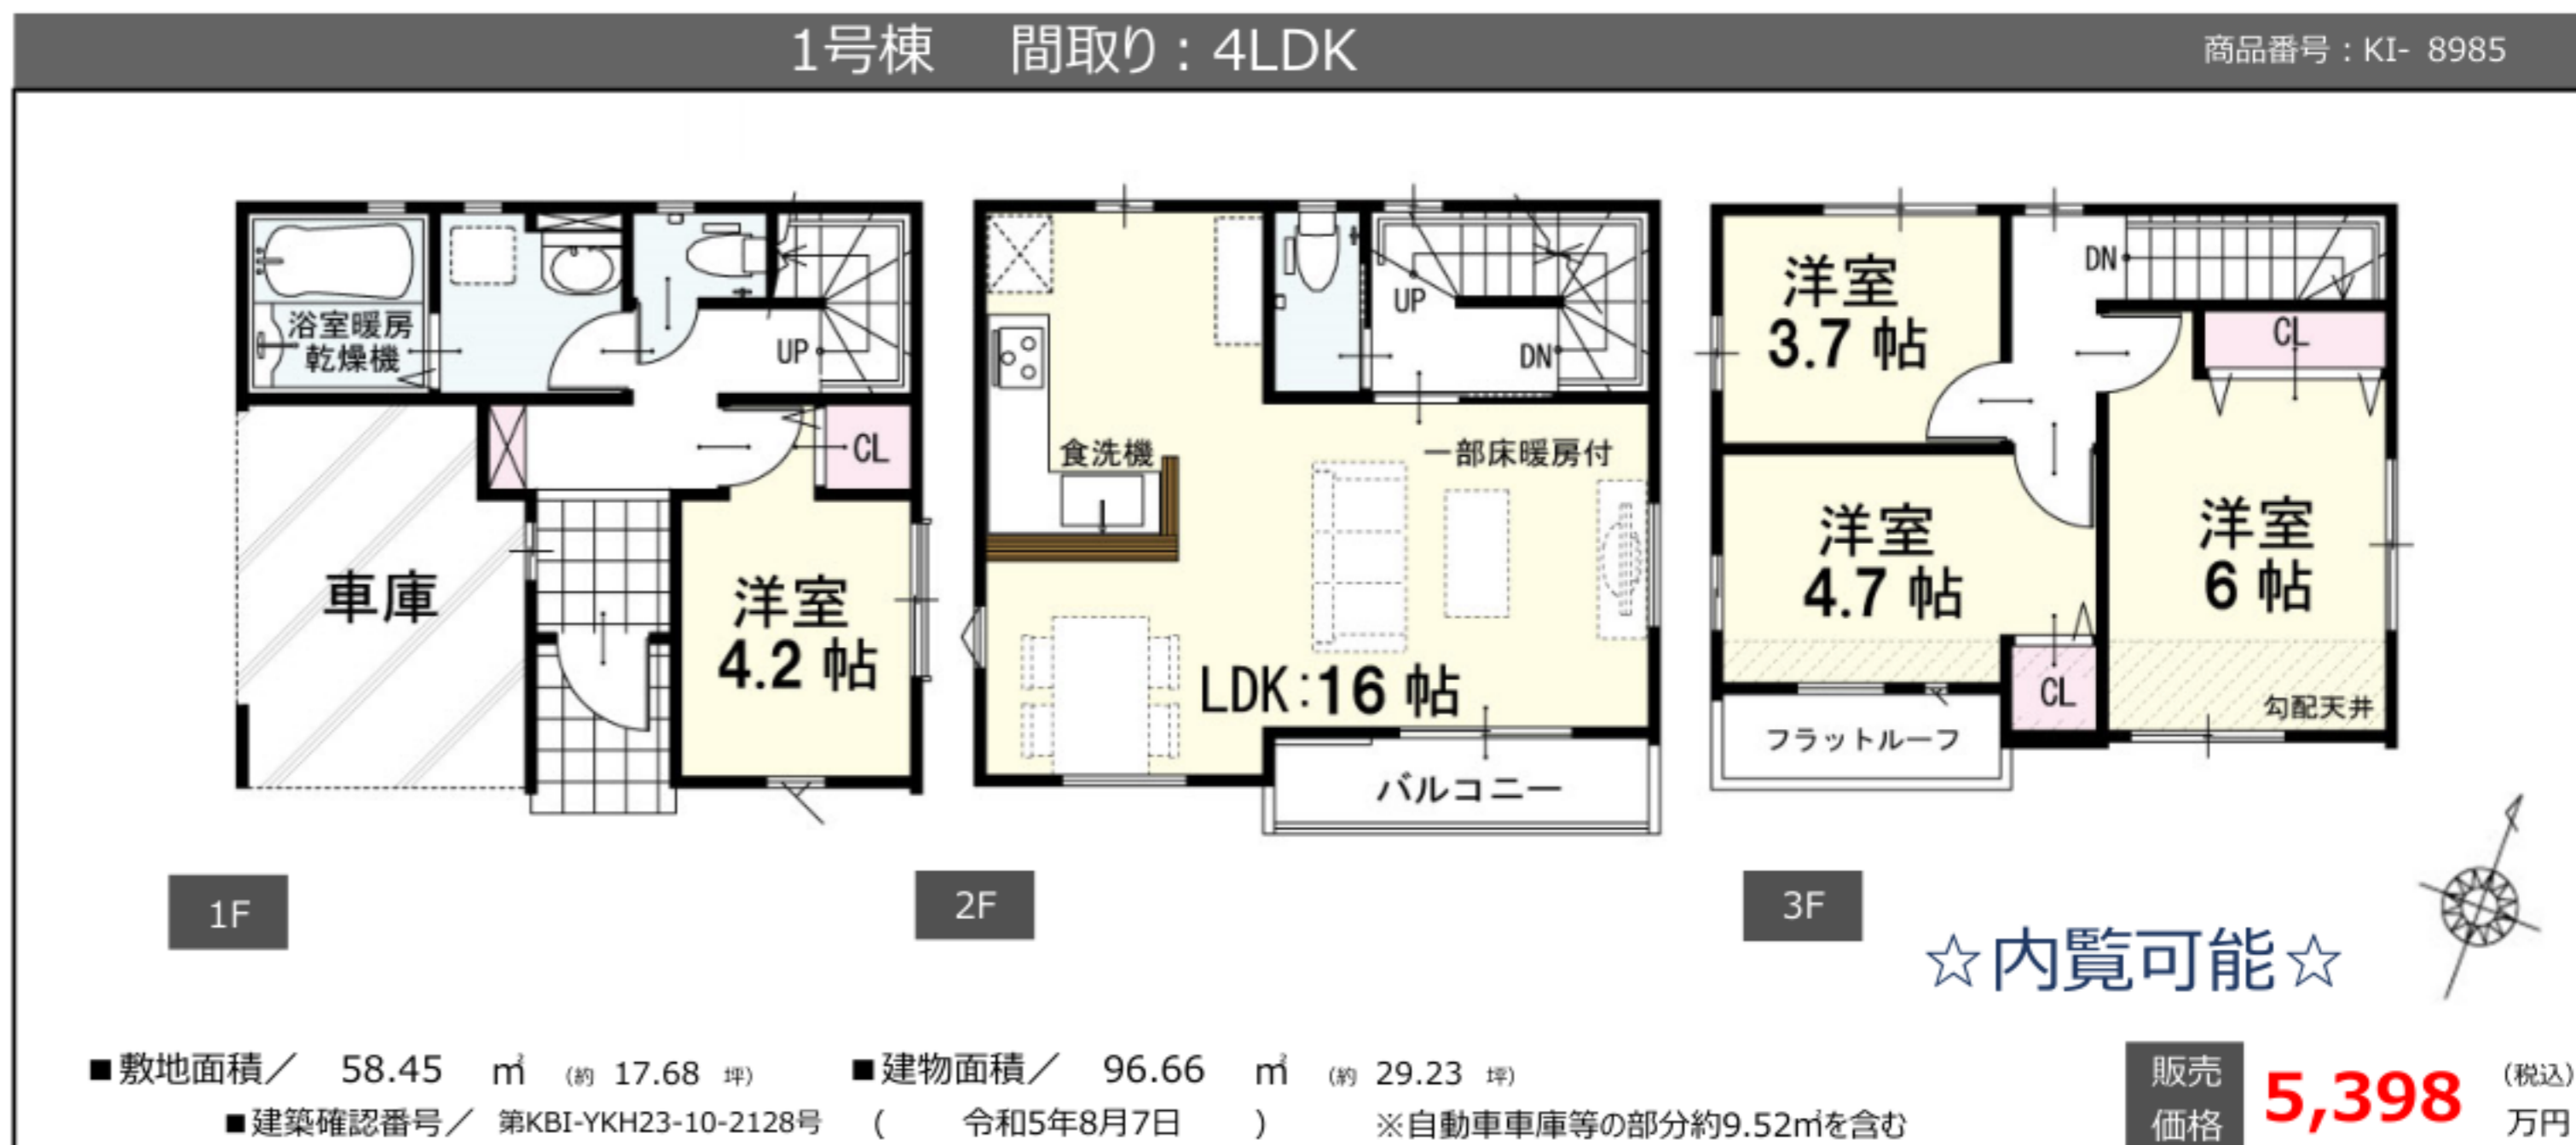 1号棟　間取り：4LDK
商品番号：KI- 8985
浴室暖房
乾燥機
UP
CL
車庫
洋室
4.2 帖
UP
DN
食洗機
一部床暖房付
LDK:16 帖
バルコニー
洋室
3.7 帖
DN
CL
洋室
4.7 帖
洋室
6 帖
CL
勾配天井
フラットルーフ
1F
2F
3F
☆内覧可能☆
■敷地面積／　58.45　㎡　(約　17.68　坪)　■建物面積／　96.66　㎡　(約　29.23　坪)
■建築確認番号／　第KBI-YKH23-10-2128号　(　令和5年8月7日　)　※自動車車庫等の部分約9.52㎡を含む
販売
価格
5,398
(税込)
万円